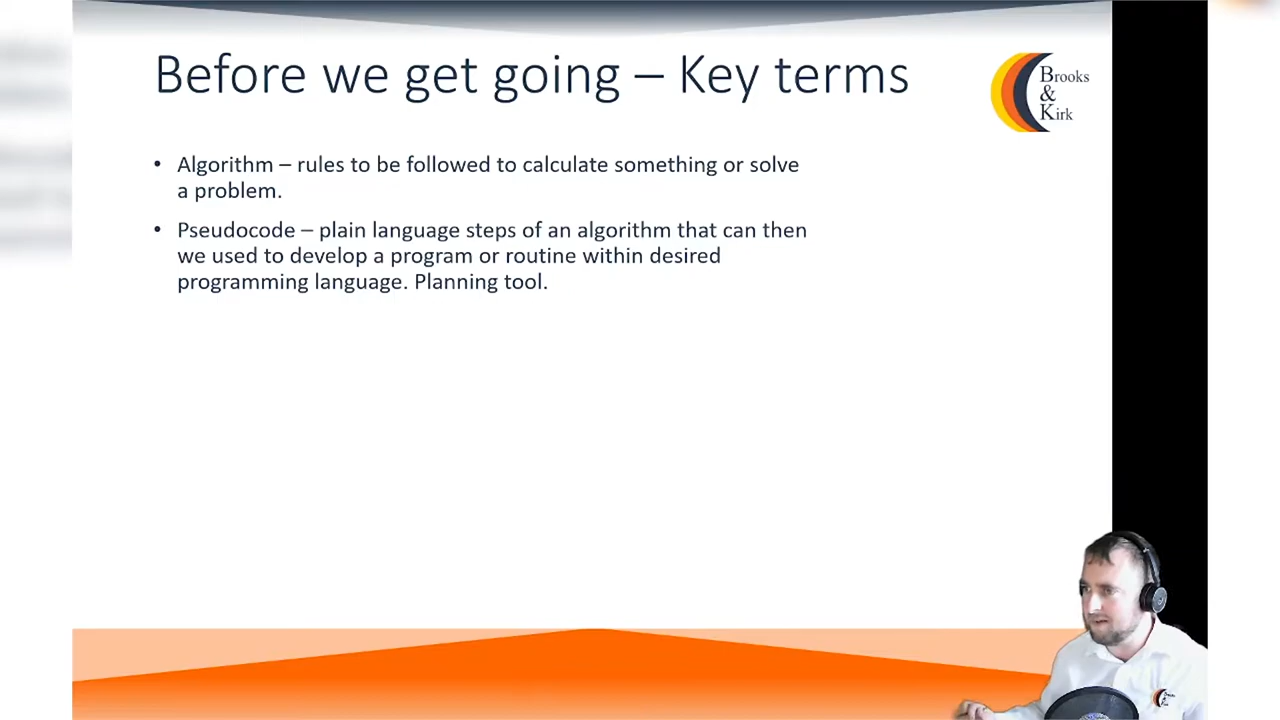 Before we get going – Key terms
Brooks
&
Kirk
• Algorithm – rules to be followed to calculate something or solve
a problem.
• Pseudocode – plain language steps of an algorithm that can then
we used to develop a program or routine within desired
programming language. Planning tool.
Brooks
&
Kirk